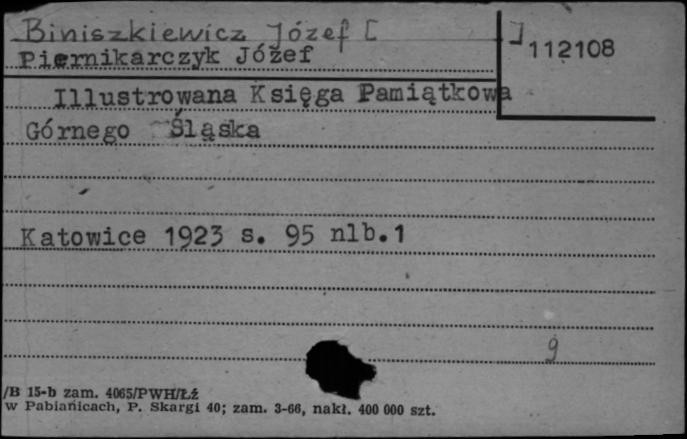 Biniszkiewicz Józef [ ]
Piernikarczyk Józef
112108
Illustrowana Księga Pamiątkowa
Górnego Śląska
Katowice 1923 s. 95 nlb.1
9
/B 15-b zam. 4065/PWH/Łź
w Pabianicach, P. Skargi 40; zam. 3-66, nakł. 400 000 szt.